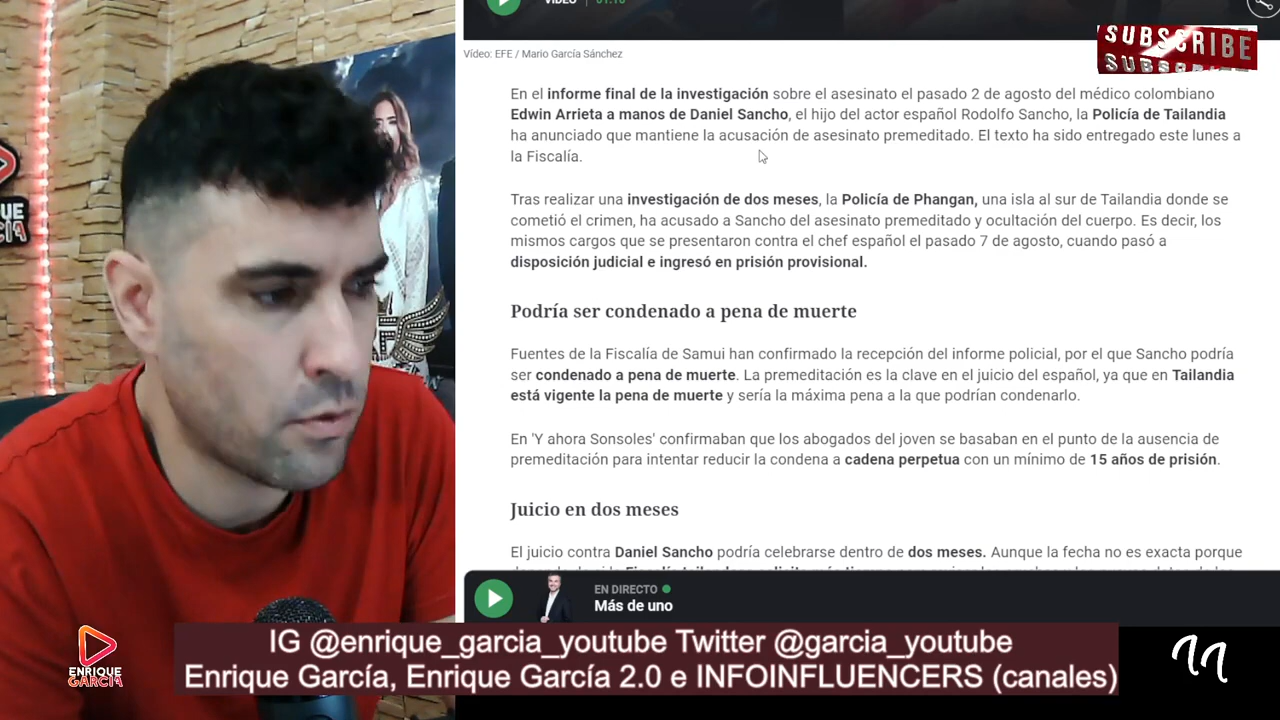 VÍDEO | 01:10
SUBSCRIBE
SUBSCRIBE
Vídeo: EFE / Mario García Sánchez
En el informe final de la investigación sobre el asesinato el pasado 2 de agosto del médico colombiano
Edwin Arrieta a manos de Daniel Sancho, el hijo del actor español Rodolfo Sancho, la Policía de Tailandia
ha anunciado que mantiene la acusación de asesinato premeditado. El texto ha sido entregado este lunes a
la Fiscalía.
Tras realizar una investigación de dos meses, la Policía de Phangan, una isla al sur de Tailandia donde se
cometió el crimen, ha acusado a Sancho del asesinato premeditado y ocultación del cuerpo. Es decir, los
mismos cargos que se presentaron contra el chef español el pasado 7 de agosto, cuando pasó a
disposición judicial e ingresó en prisión provisional.
Podría ser condenado a pena de muerte
Fuentes de la Fiscalía de Samui han confirmado la recepción del informe policial, por el que Sancho podría
ser condenado a pena de muerte. La premeditación es la clave en el juicio del español, ya que en Tailandia
está vigente la pena de muerte y sería la máxima pena a la que podrían condenarlo.
En 'Y ahora Sonsoles' confirmaban que los abogados del joven se basaban en el punto de la ausencia de
premeditación para intentar reducir la condena a cadena perpetua con un mínimo de 15 años de prisión.
Juicio en dos meses
El juicio contra Daniel Sancho podría celebrarse dentro de dos meses. Aunque la fecha no es exacta porque
EN DIRECTO
Más de uno
IG @enrique_garcia_youtube Twitter @garcia_youtube
Enrique García, Enrique García 2.0 e INFOINFLUENCERS (canales)
ENRIQUE
GARCÍA